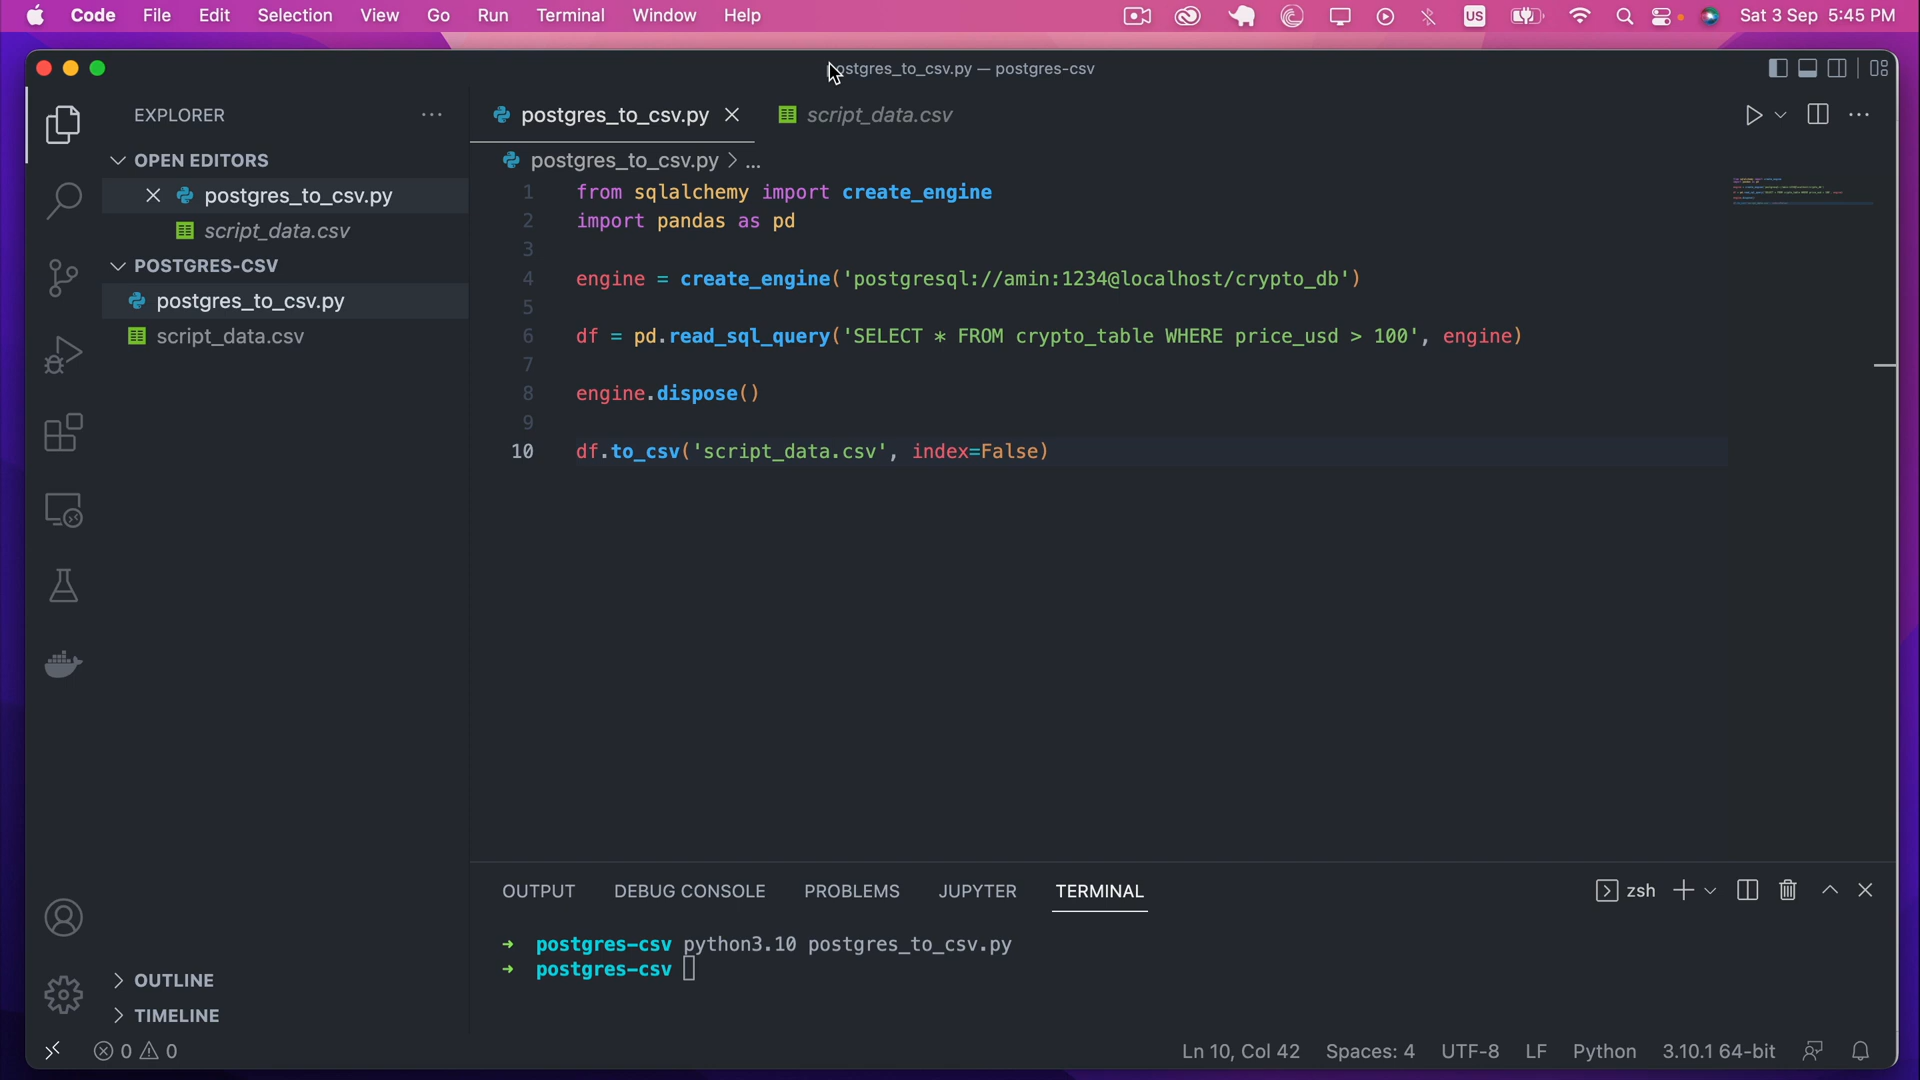 Code File Edit Selection View Go Run Terminal Window Help US Sat 3 Sep 5:45 PM
postgres_to_csv.py — postgres-csv
EXPLORER
OPEN EDITORS
postgres_to_csv.py
script_data.csv
POSTGRES-CSV
postgres_to_csv.py
script_data.csv
OUTLINE
TIMELINE
postgres_to_csv.py script_data.csv
postgres_to_csv.py > ...
1 from sqlalchemy import create_engine
2 import pandas as pd
3
4 engine = create_engine('postgresql://amin:1234@localhost/crypto_db')
5
6 df = pd.read_sql_query('SELECT * FROM crypto_table WHERE price_usd > 100', engine)
7
8 engine.dispose()
9
10 df.to_csv('script_data.csv', index=False)
OUTPUT DEBUG CONSOLE PROBLEMS JUPYTER TERMINAL zsh
→ postgres-csv python3.10 postgres_to_csv.py
→ postgres-csv
0 0 Ln 10, Col 42 Spaces: 4 UTF-8 LF Python 3.10.1 64-bit